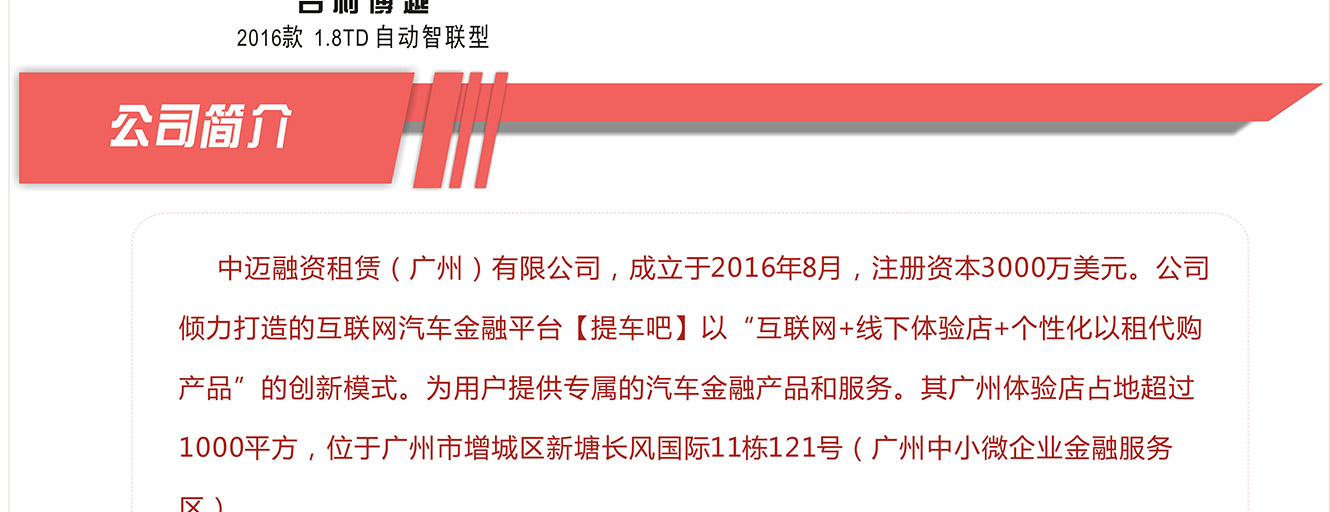 吉利博越
2016款 1.8TD 自动智联型
公司简介
中迈融资租赁（广州）有限公司，成立于2016年8月，注册资本3000万美元。公司
倾力打造的互联网汽车金融平台【提车吧】以“互联网+线下体验店+个性化以租代购
产品”的创新模式。为用户提供专属的汽车金融产品和服务。其广州体验店占地超过
1000平方，位于广州市增城区新塘长风国际11栋121号（广州中小微企业金融服务
区）